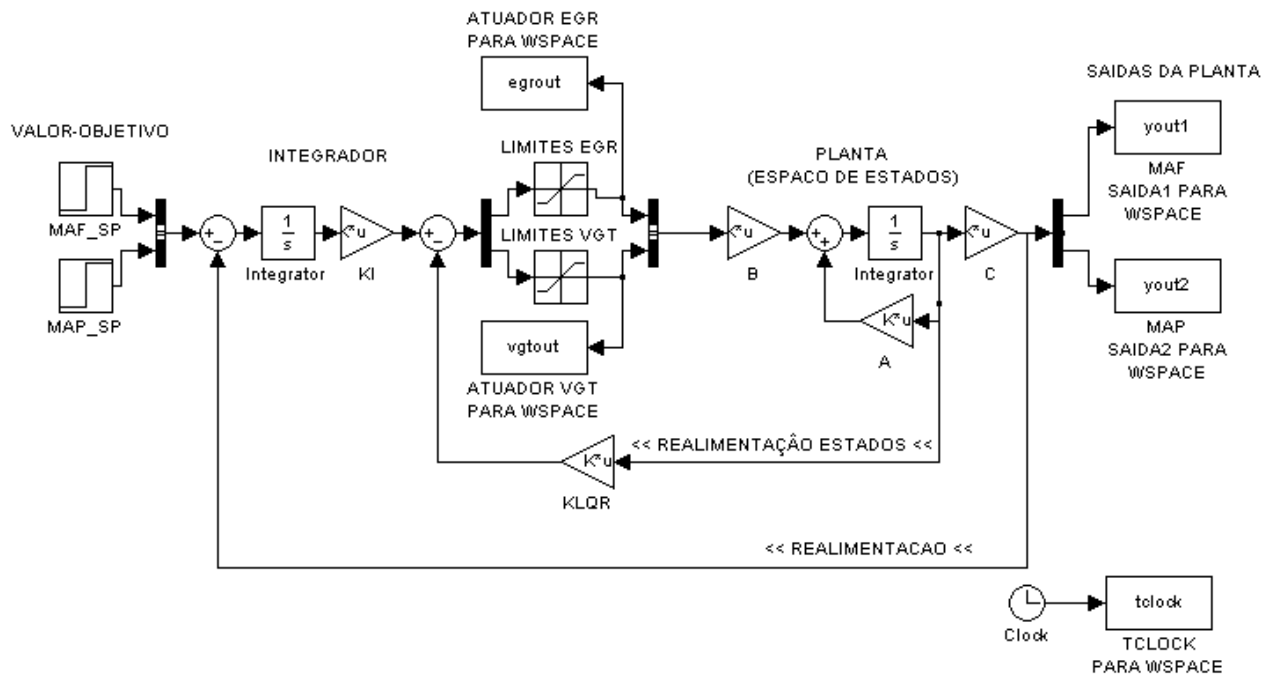 ATUADOR EGR
PARA WSPACE
egrout
SAIDAS DA PLANTA
yout1
MAF
SAIDA1 PARA
WSPACE
VALOR-OBJETIVO
INTEGRADOR
LIMITES EGR
PLANTA
(ESPACO DE ESTADOS)
MAF_SP
MAP_SP
+
−
1
s
Integrator
K*u
KI
+
−
LIMITES VGT
K*u
B
+
+
1
s
Integrator
K*u
C
K*u
A
yout2
MAP
SAIDA2 PARA
WSPACE
vgtout
ATUADOR VGT
PARA WSPACE
<< REALIMENTAÇÂO ESTADOS <<
K*u
KLQR
<< REALIMENTACAO <<
Clock
tclock
TCLOCK
PARA WSPACE